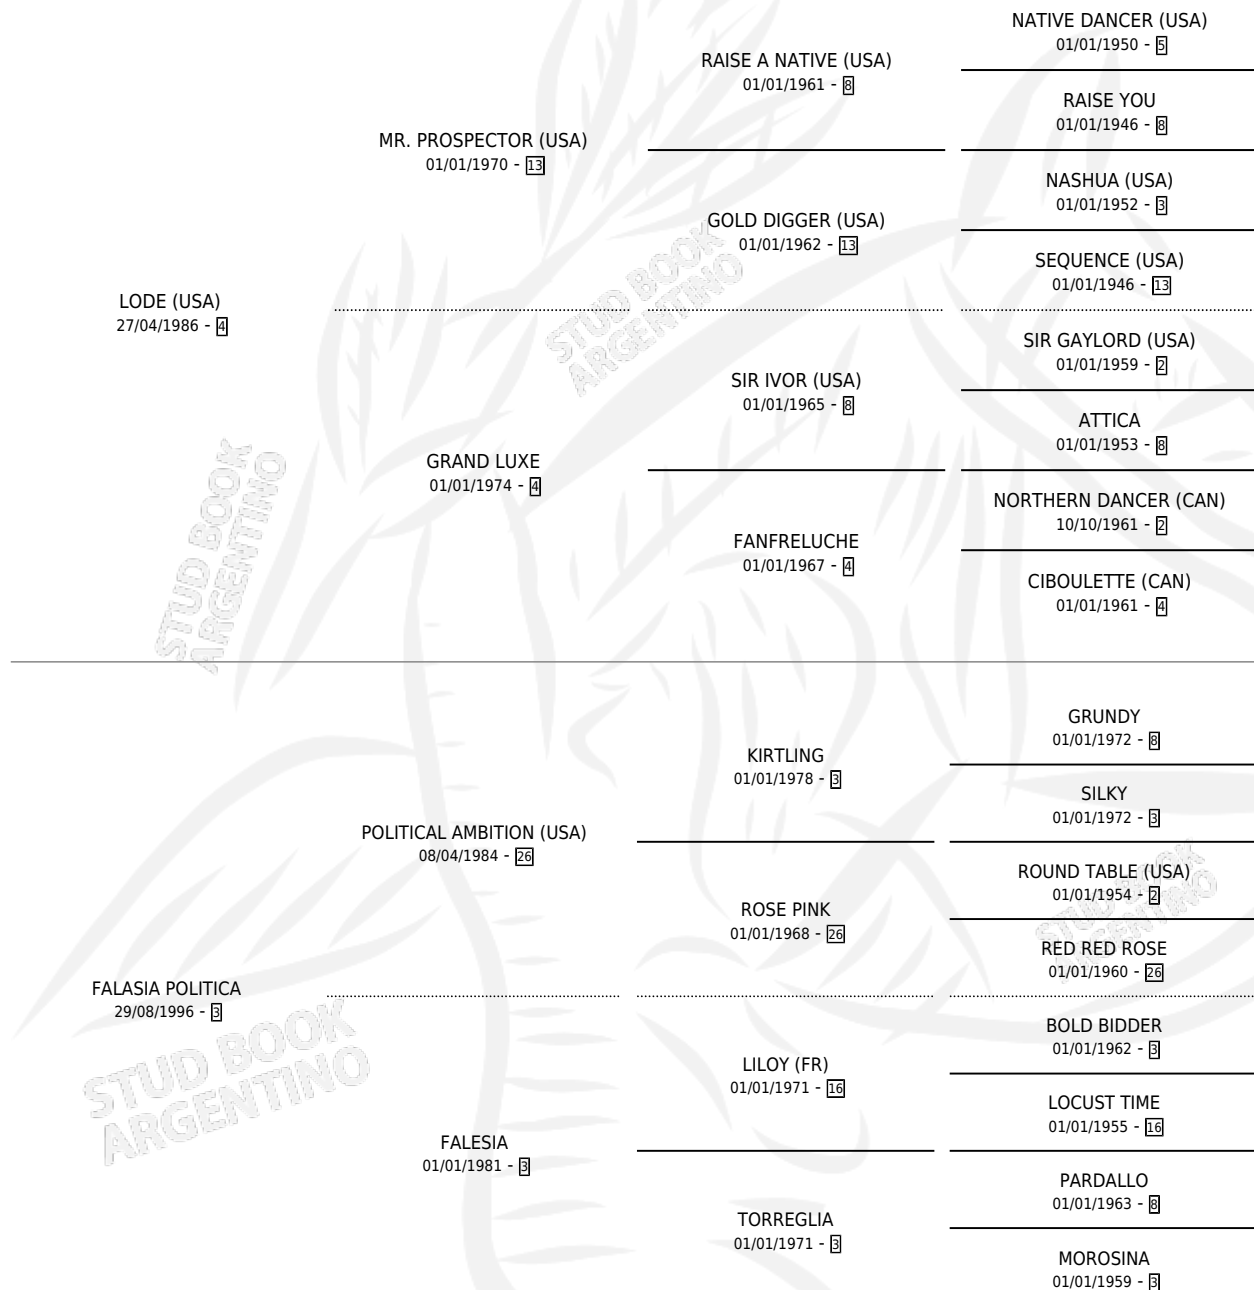 NATIVE DANCER (USA)
01/01/1950 - 5
RAISE A NATIVE (USA)
01/01/1961 - 8
RAISE YOU
01/01/1946 - 8
MR. PROSPECTOR (USA)
01/01/1970 - 13
NASHUA (USA)
01/01/1952 - 3
GOLD DIGGER (USA)
01/01/1962 - 13
SEQUENCE (USA)
01/01/1946 - 13
LODE (USA)
27/04/1986 - 4
STUD BOOK
ARGENTINO
SIR GAYLORD (USA)
01/01/1959 - 2
SIR IVOR (USA)
01/01/1965 - 8
ATTICA
01/01/1953 - 8
GRAND LUXE
01/01/1974 - 4
NORTHERN DANCER (CAN)
10/10/1961 - 2
FANFRELUCHE
01/01/1967 - 4
CIBOULETTE (CAN)
01/01/1961 - 4
STUD BOOK
ARGENTINO
GRUNDY
01/01/1972 - 8
KIRTLING
01/01/1978 - 3
SILKY
01/01/1972 - 3
POLITICAL AMBITION (USA)
08/04/1984 - 26
ROUND TABLE (USA)
01/01/1954 - 2
ROSE PINK
01/01/1968 - 26
RED RED ROSE
01/01/1960 - 26
STUD BOOK
ARGENTINO
FALASIA POLITICA
29/08/1996 - 3
BOLD BIDDER
01/01/1962 - 3
LILOY (FR)
01/01/1971 - 16
LOCUST TIME
01/01/1955 - 16
STUD BOOK
ARGENTINO
FALESIA
01/01/1981 - 3
PARDALLO
01/01/1963 - 8
TORREGLIA
01/01/1971 - 3
MOROSINA
01/01/1959 - 3